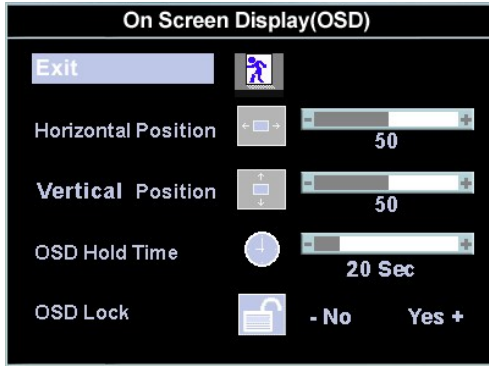 On Screen Display(OSD)
Exit
Horizontal Position - + 50
Vertical Position - + 50
OSD Hold Time - + 20 Sec
OSD Lock - No Yes +